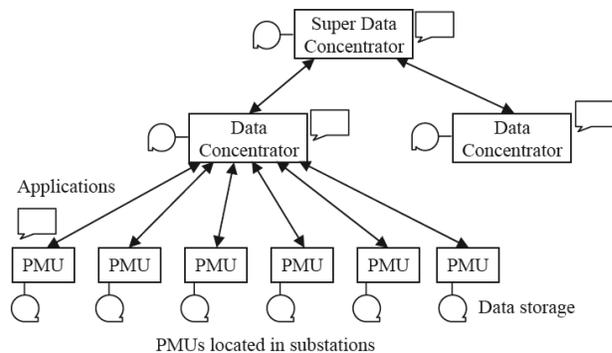 Super Data
Concentrator
Data
Concentrator
Data
Concentrator
Applications
PMU
PMU
PMU
PMU
PMU
PMU
Data storage
PMUs located in substations